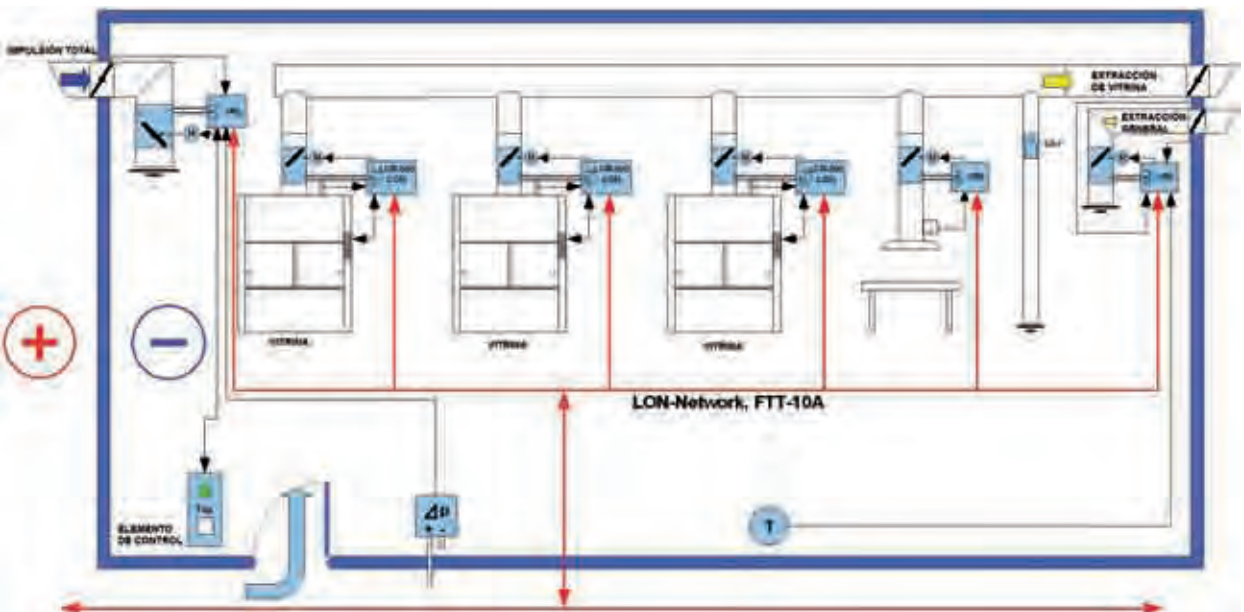 IMPULSIÓN TOTAL
EXTRACCIÓN
DE VITRINA
EXTRACCIÓN
GENERAL
M
M
M
M
M
M
VITRINA
VITRINA
VITRINA
LON-Network, FTT-10A
ELEMENTO
DE CONTROL
Δp
+ -
T
+
−